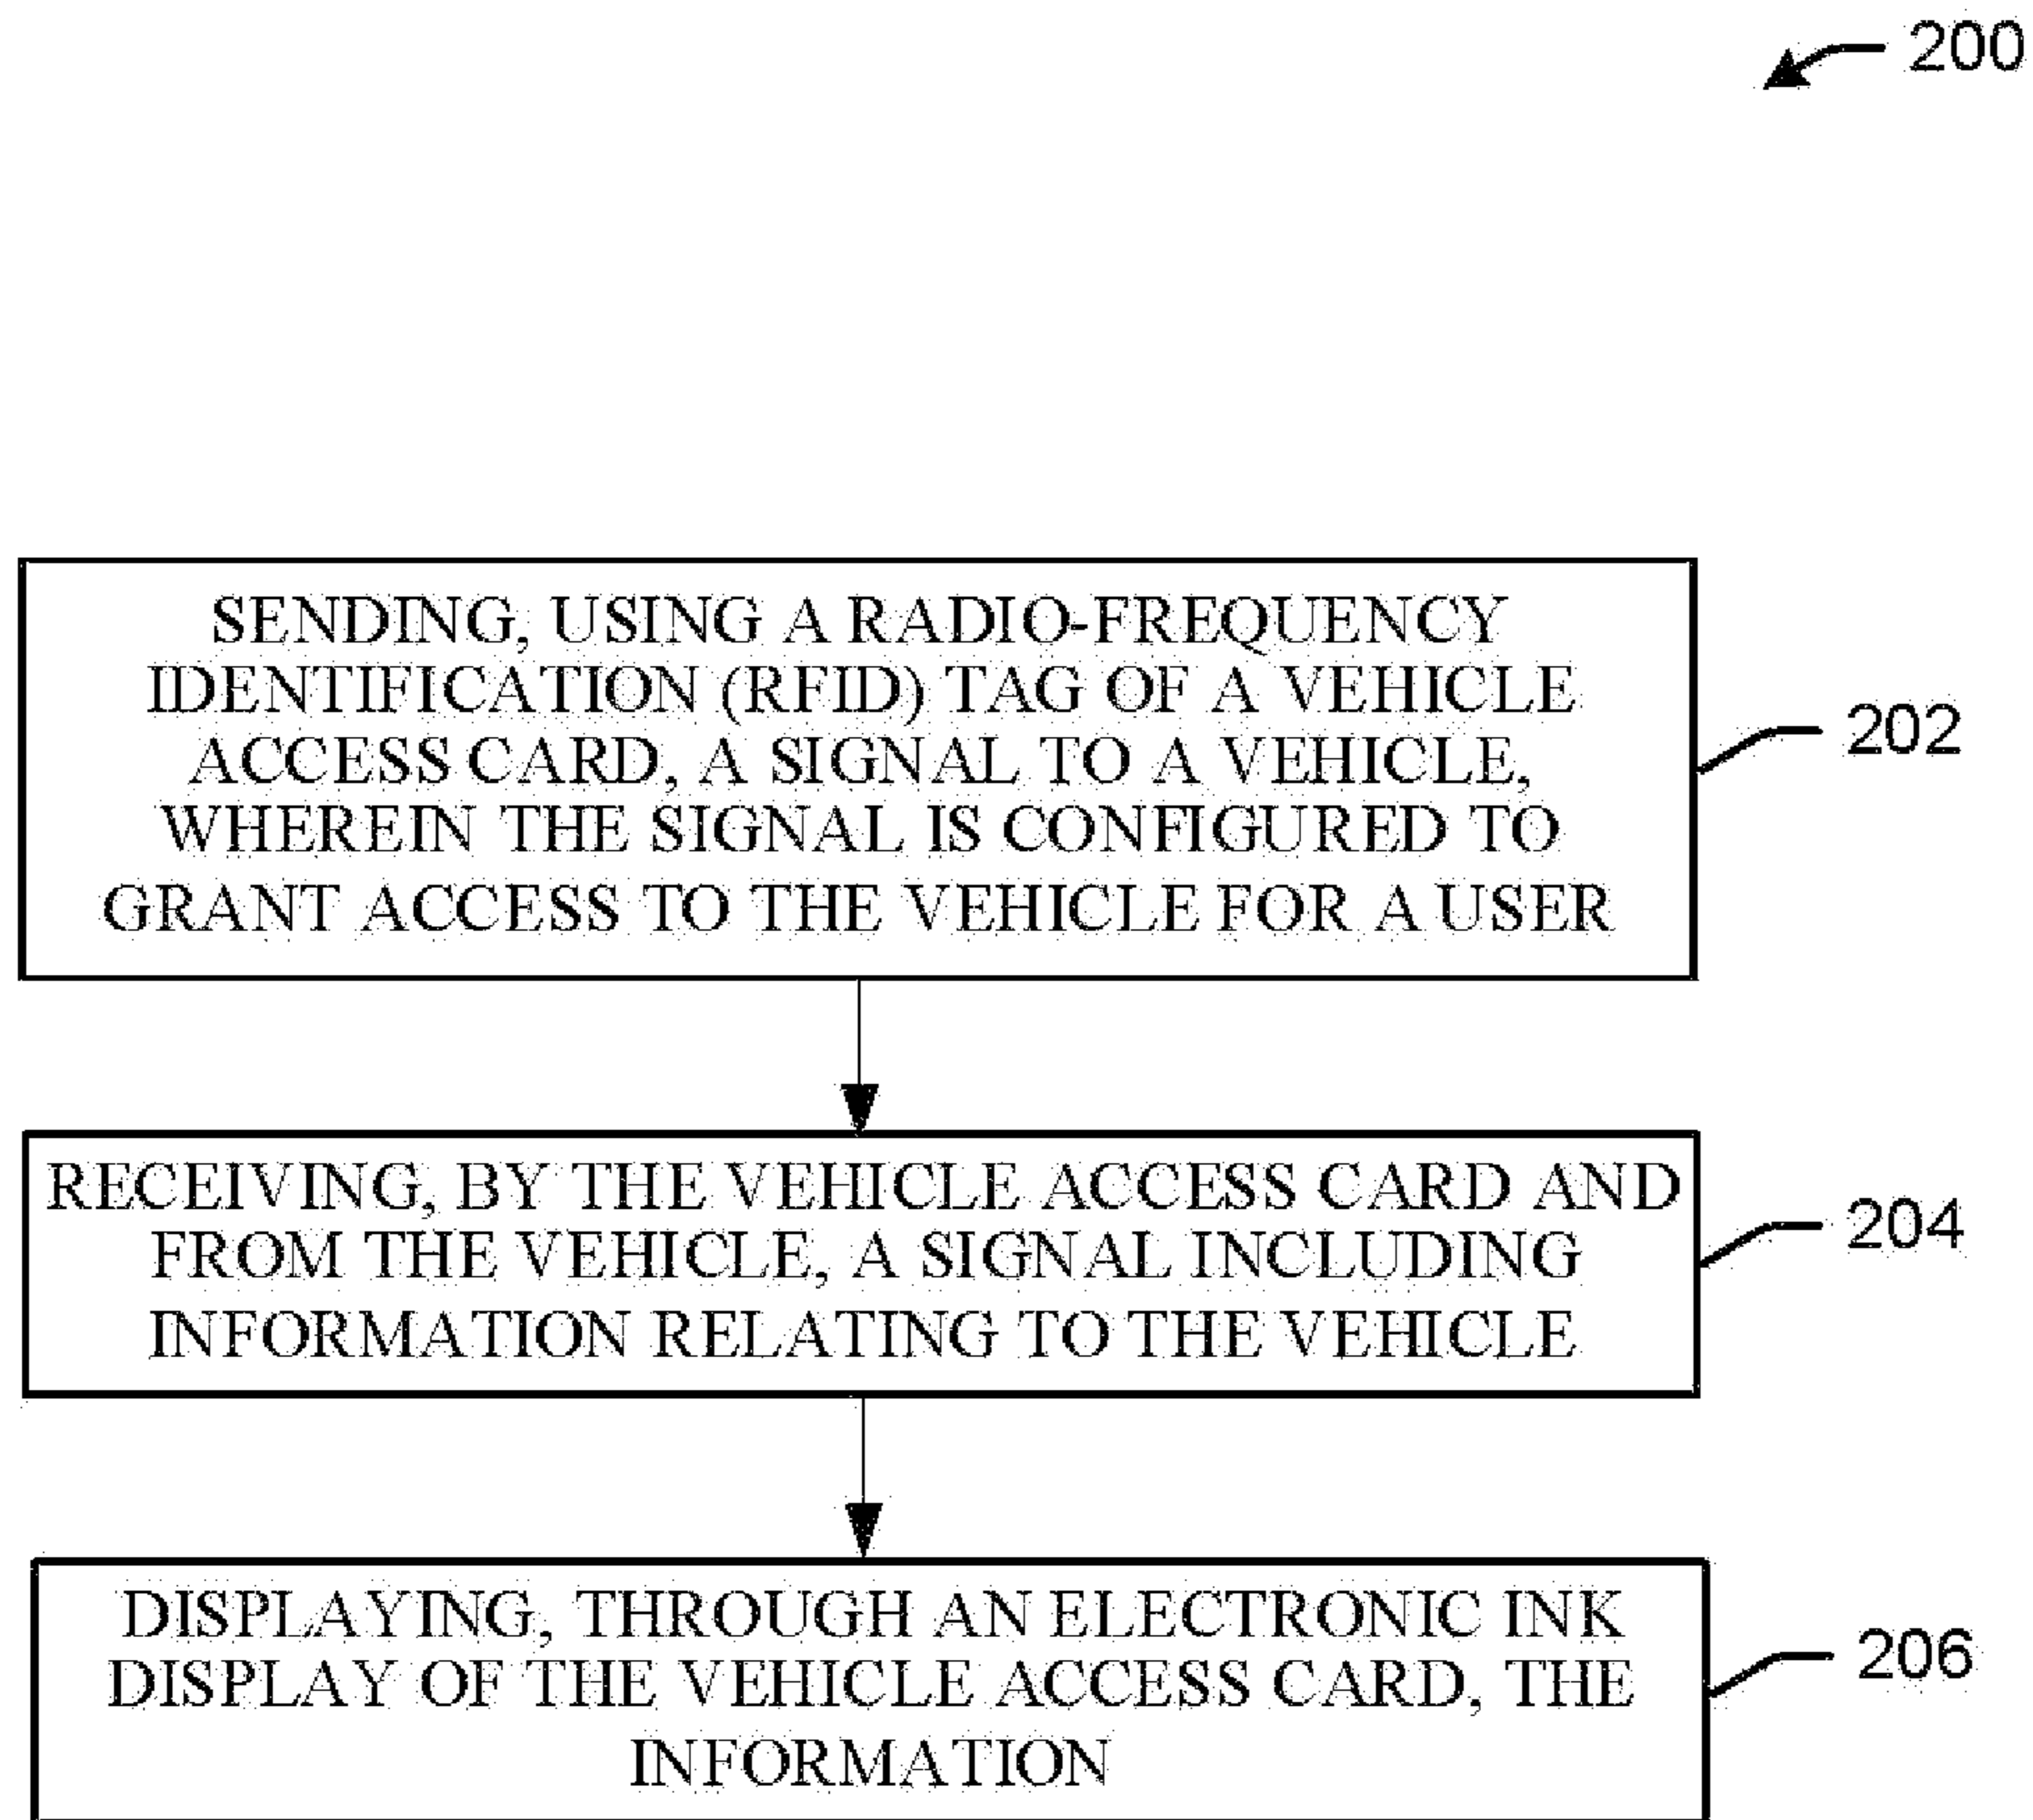 200
SENDING, USING A RADIO-FREQUENCY
IDENTIFICATION (RFID) TAG OF A VEHICLE
ACCESS CARD, A SIGNAL TO A VEHICLE,
WHEREIN THE SIGNAL IS CONFIGURED TO
GRANT ACCESS TO THE VEHICLE FOR A USER
202
RECEIVING, BY THE VEHICLE ACCESS CARD AND
FROM THE VEHICLE, A SIGNAL INCLUDING
INFORMATION RELATING TO THE VEHICLE
204
DISPLAYING, THROUGH AN ELECTRONIC INK
DISPLAY OF THE VEHICLE ACCESS CARD, THE
INFORMATION
206